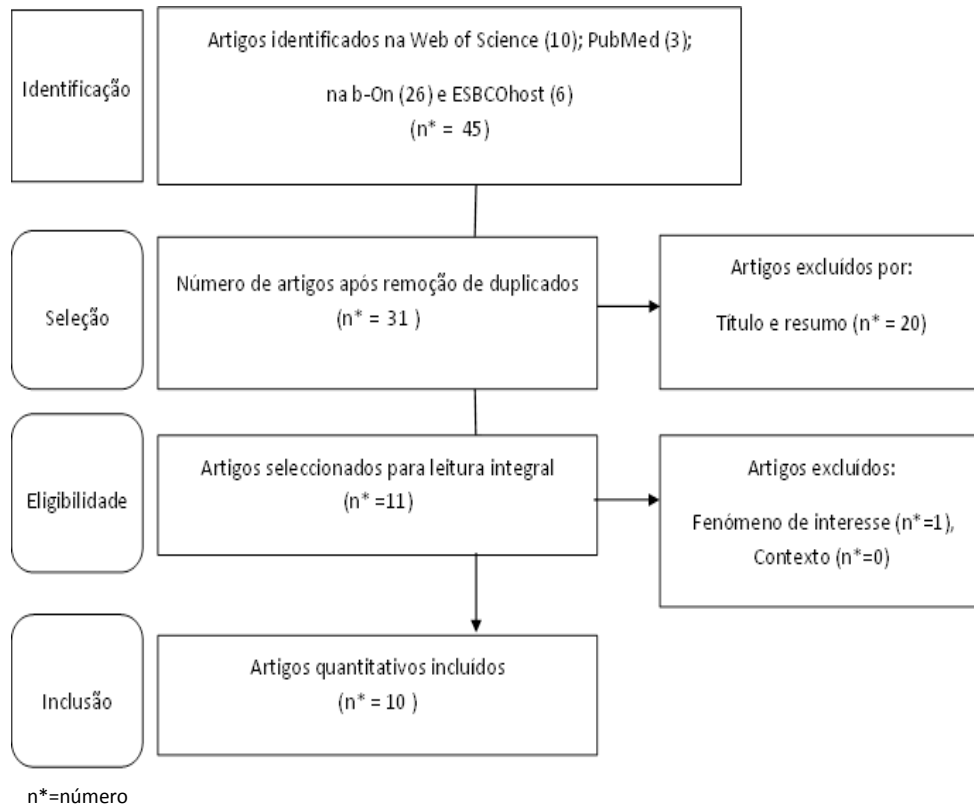 Identificação
Artigos identificados na Web of Science (10); PubMed (3);
na b-On (26) e ESBCOhost (6)
(n* = 45)
Seleção
Número de artigos após remoção de duplicados
(n* = 31 )
Artigos excluídos por:
Título e resumo (n* = 20)
Eligibilidade
Artigos seleccionados para leitura integral
(n* =11)
Artigos excluídos:
Fenómeno de interesse (n*=1),
Contexto (n*=0)
Inclusão
Artigos quantitativos incluídos
(n* = 10 )
n*=número